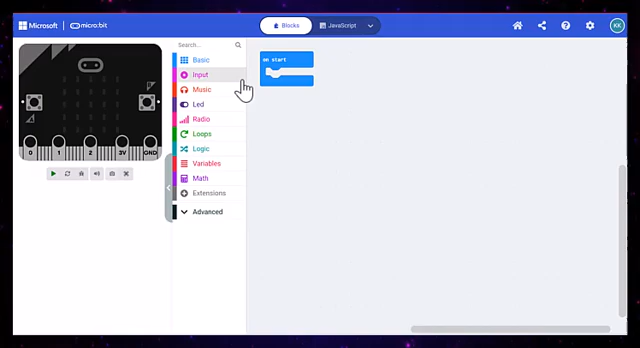 Microsoft micro:bit Blocks JavaScript KK
Search...
Basic
Input
Music
Led
Radio
Loops
Logic
Variables
Math
Extensions
Advanced
on start
0 1 2 3V GND